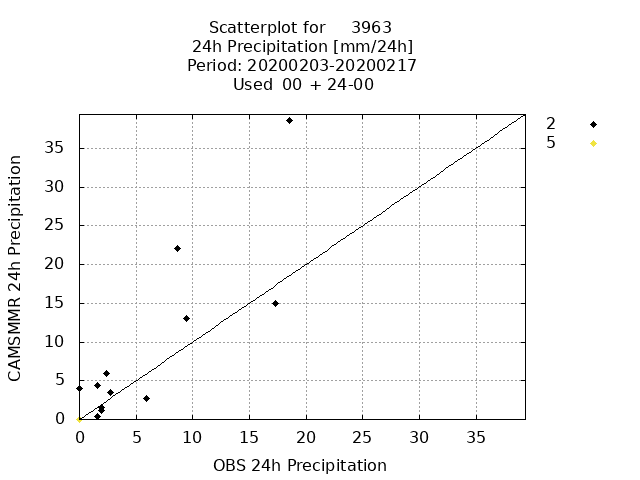 Scatterplot for 3963
24h Precipitation [mm/24h]
Period: 20200203-20200217
Used 00 + 24-00
2
5
CAMSMMR 24h Precipitation
35
30
25
20
15
10
5
0
0 5 10 15 20 25 30 35
OBS 24h Precipitation